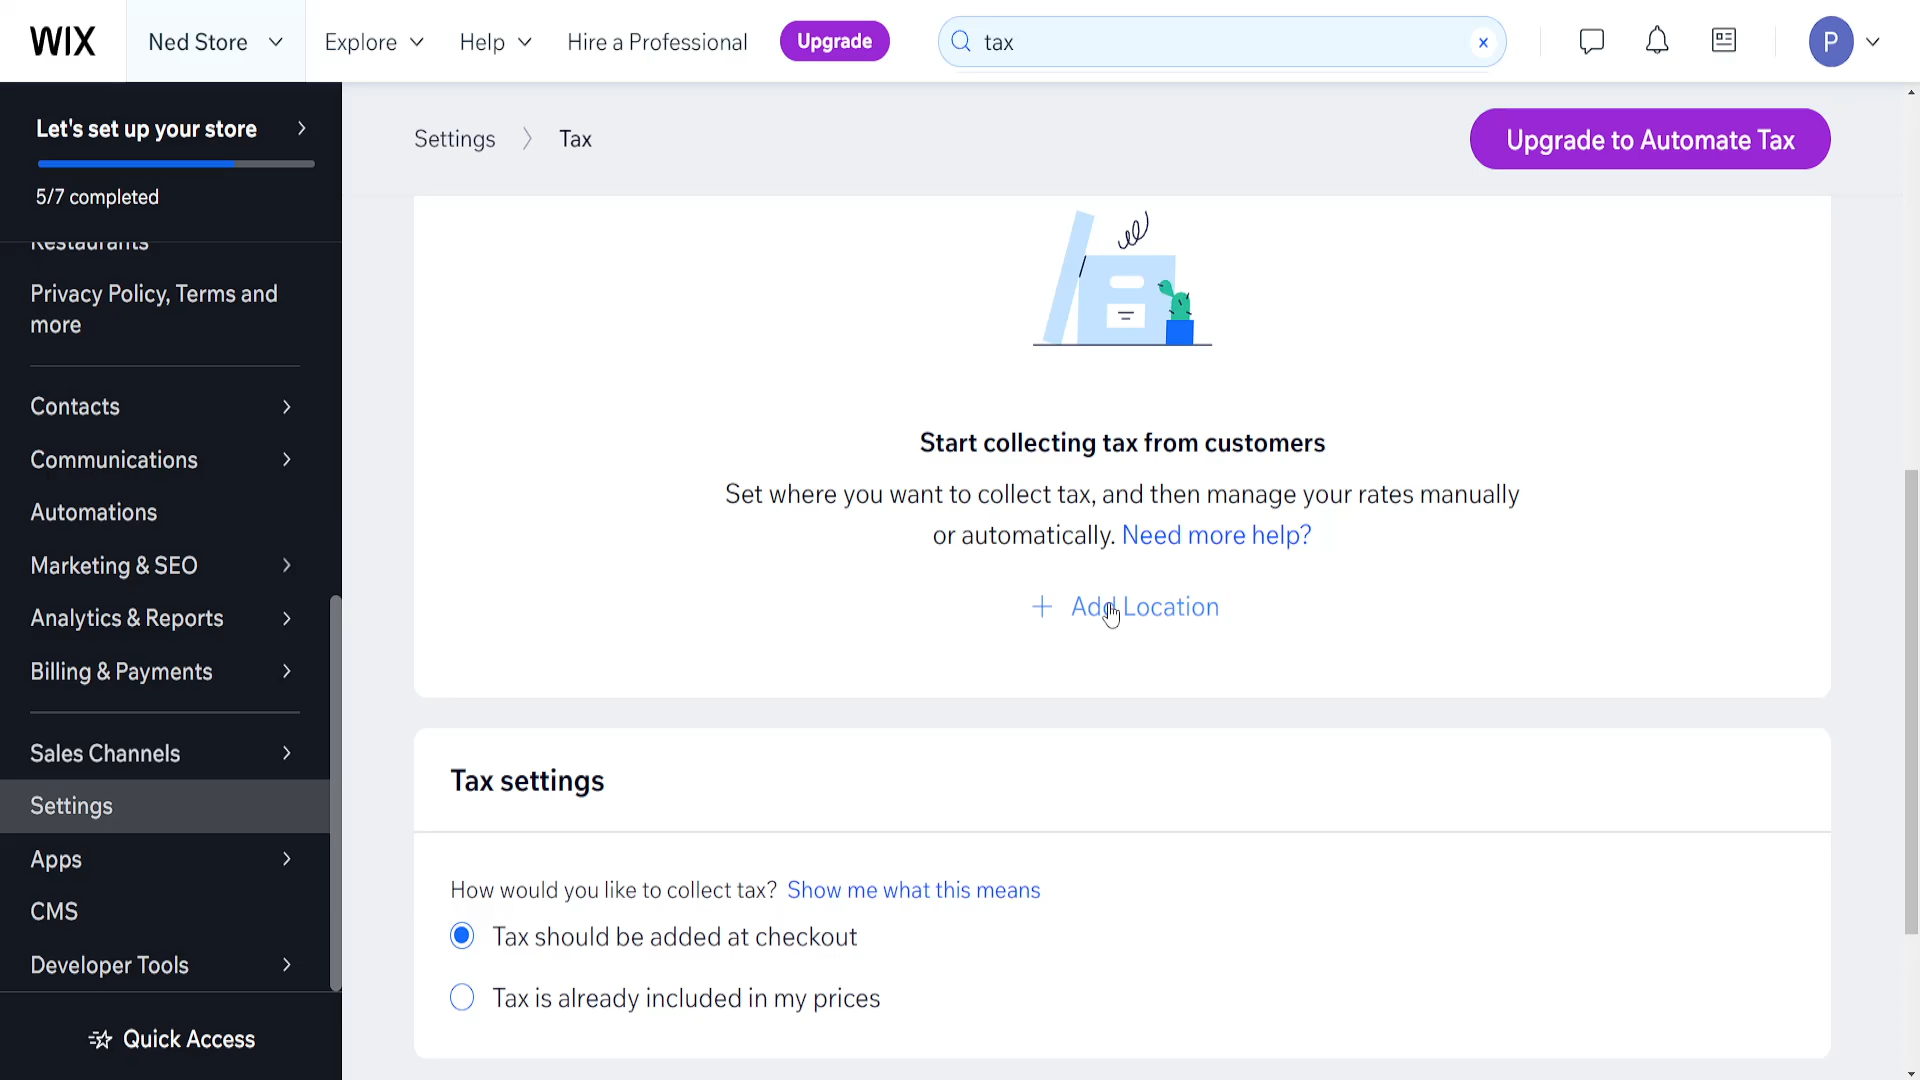 WIX
Ned Store
Explore
Help
Hire a Professional
Upgrade
tax
P
Let's set up your store
5/7 completed
Restaurants
Privacy Policy, Terms and
more
Contacts
Communications
Automations
Marketing & SEO
Analytics & Reports
Billing & Payments
Sales Channels
Settings
Apps
CMS
Developer Tools
Quick Access
Settings
Tax
Upgrade to Automate Tax
Start collecting tax from customers
Set where you want to collect tax, and then manage your rates manually
or automatically. Need more help?
+ Add Location
Tax settings
How would you like to collect tax? Show me what this means
Tax should be added at checkout
Tax is already included in my prices